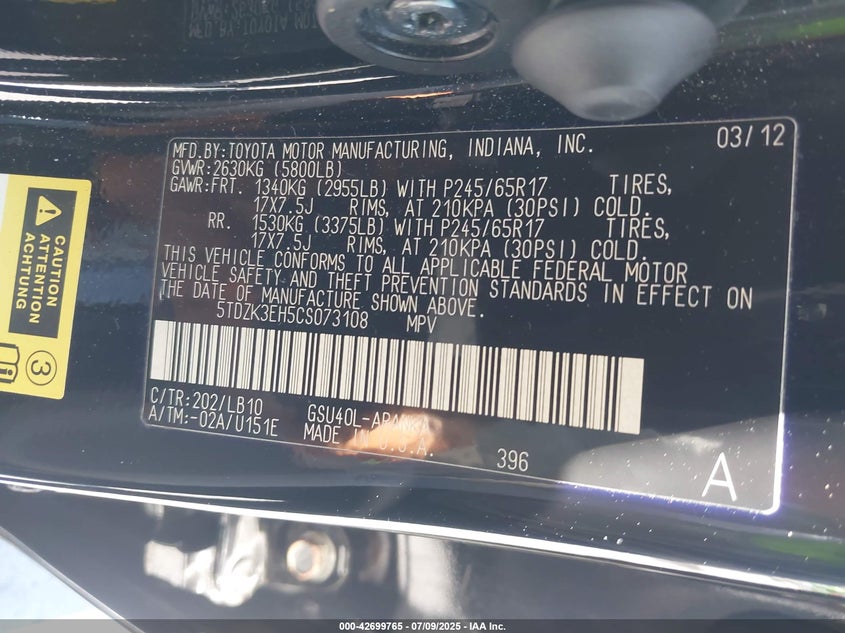 MFD.BY:TOYOTA MOTOR MANUFACTURING, INDIANA, INC. 03/12
GVWR:2630KG (5800LB)
GAWR:FRT. 1340KG (2955LB) WITH P245/65R17 TIRES,
17X7.5J RIMS, AT 210KPA (30PSI) COLD.
RR. 1530KG (3375LB) WITH P245/65R17 TIRES,
17X7.5J RIMS, AT 210KPA (30PSI) COLD.
THIS VEHICLE CONFORMS TO ALL APPLICABLE FEDERAL MOTOR
VEHICLE SAFETY AND THEFT PREVENTION STANDARDS IN EFFECT ON
THE DATE OF MANUFACTURE SHOWN ABOVE.
5TDZK3EH5CS073108 MPV
C/TR:202/LB10
A/TM:-02A/U151E
MADE IN U.S.A.
396
A
CAUTION
ATTENTION
ACHTUNG
3
000-42699765 / 07/09/2025 - IAA Inc.